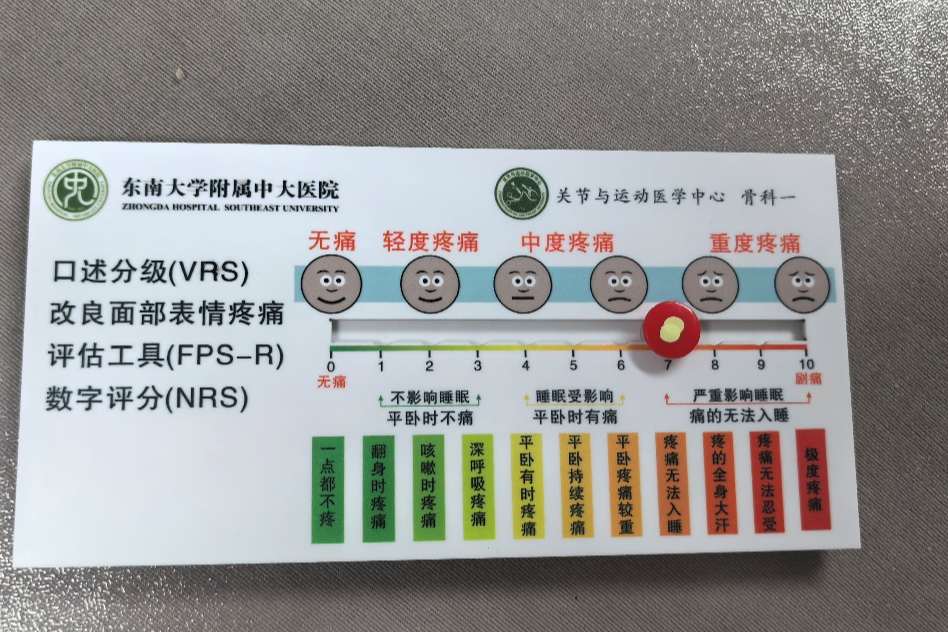 东南大学附属中大医院
ZHONGDA HOSPITAL SOUTHEAST UNIVERSITY
关节与运动医学中心 骨科一
无痛 轻度疼痛 中度疼痛 重度疼痛
口述分级(VRS)
改良面部表情疼痛
评估工具(FPS-R)
数字评分(NRS)
0 1 2 3 4 5 6 7 8 9 10
无痛 剧痛
不影响睡眠
平卧时不痛
睡眠受影响
平卧时有痛
严重影响睡眠
痛的无法入睡
一点都不疼
翻身时疼痛
咳嗽时疼痛
深呼吸疼痛
平卧有时疼痛
平卧持续疼痛
平卧疼痛较重
疼痛无法入睡
疼的全身大汗
疼痛无法忍受
极度疼痛